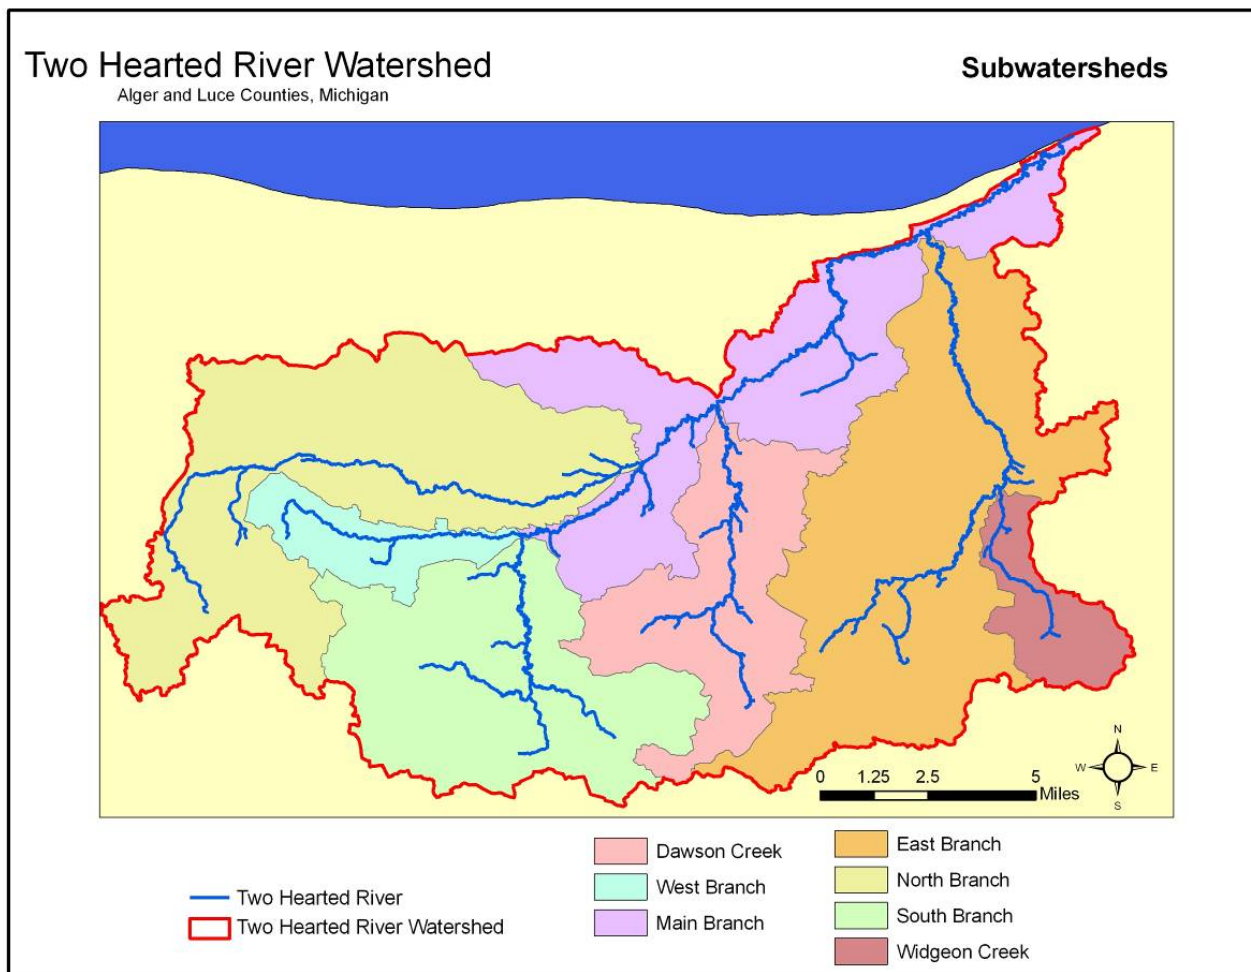 Two Hearted River Watershed
Alger and Luce Counties, Michigan
Subwatersheds
N
W E
S
0 1.25 2.5 5
Miles
Two Hearted River
Two Hearted River Watershed
Dawson Creek
West Branch
Main Branch
East Branch
North Branch
South Branch
Widgeon Creek